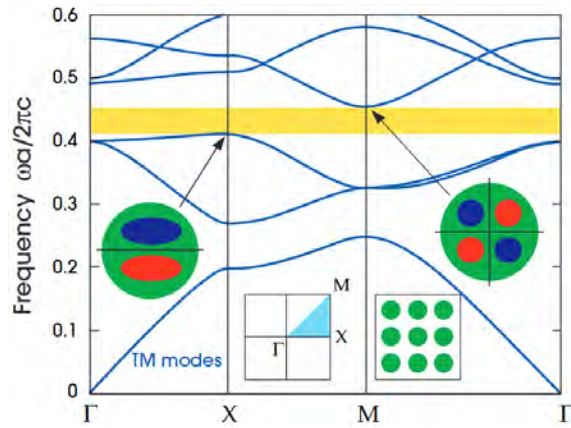 Frequency ωa/2πc
0.6
0.5
0.4
0.3
0.2
0.1
0
TM modes
M
Γ
X
Γ
X
M
Γ